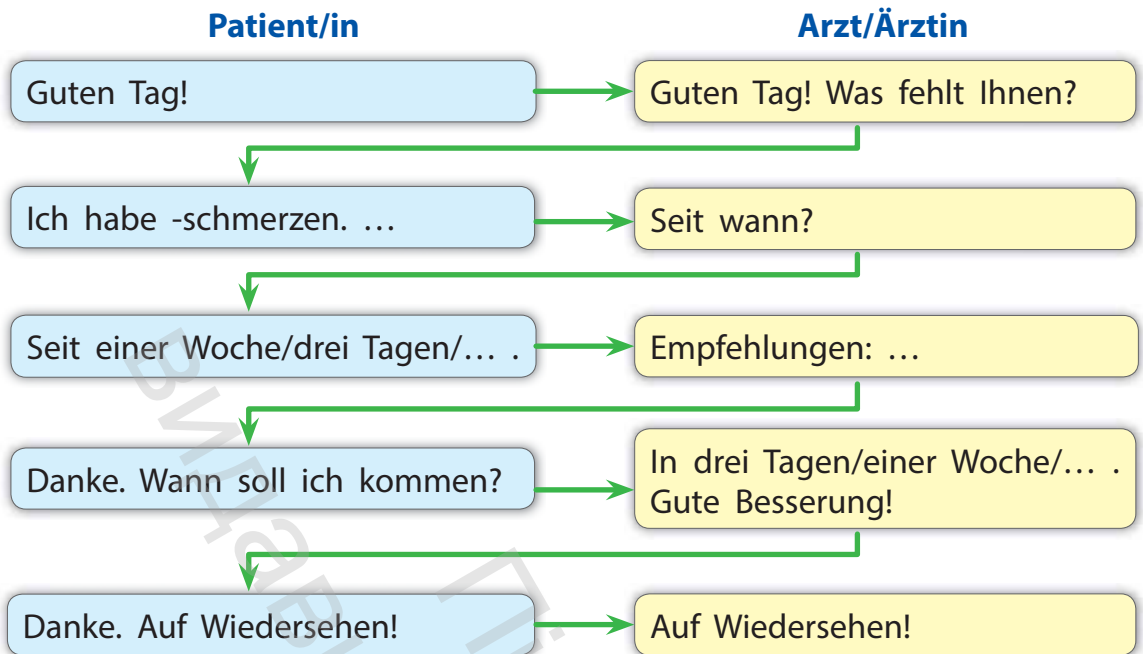 Patient/in
Arzt/Ärztin
Guten Tag!
Guten Tag! Was fehlt Ihnen?
Ich habe -schmerzen. …
Seit wann?
Seit einer Woche/drei Tagen/… .
Empfehlungen: …
Danke. Wann soll ich kommen?
In drei Tagen/einer Woche/… .
Gute Besserung!
Danke. Auf Wiedersehen!
Auf Wiedersehen!